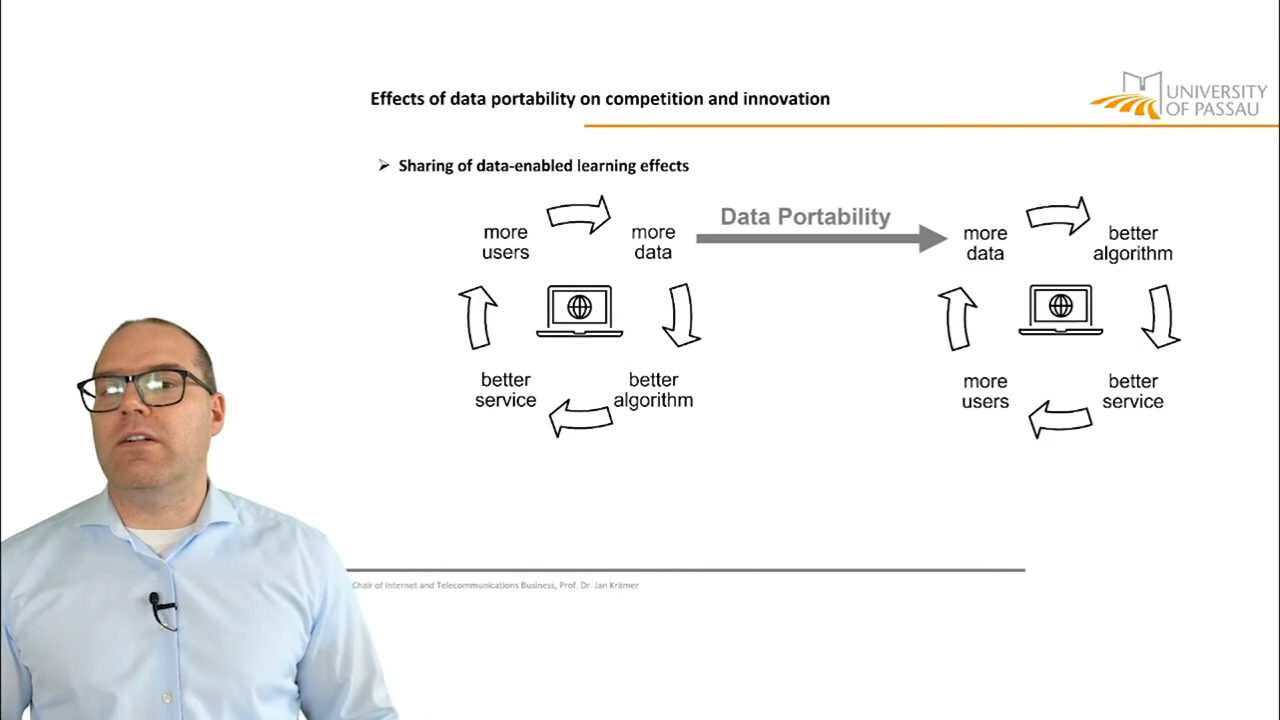 Effects of data portability on competition and innovation
UNIVERSITY
OF PASSAU
➢ Sharing of data-enabled learning effects
more
users
more
data
Data Portability
more
data
better
algorithm
better
service
better
algorithm
more
users
better
service
Chair of Internet and Telecommunications Business, Prof. Dr. Jan Krämer